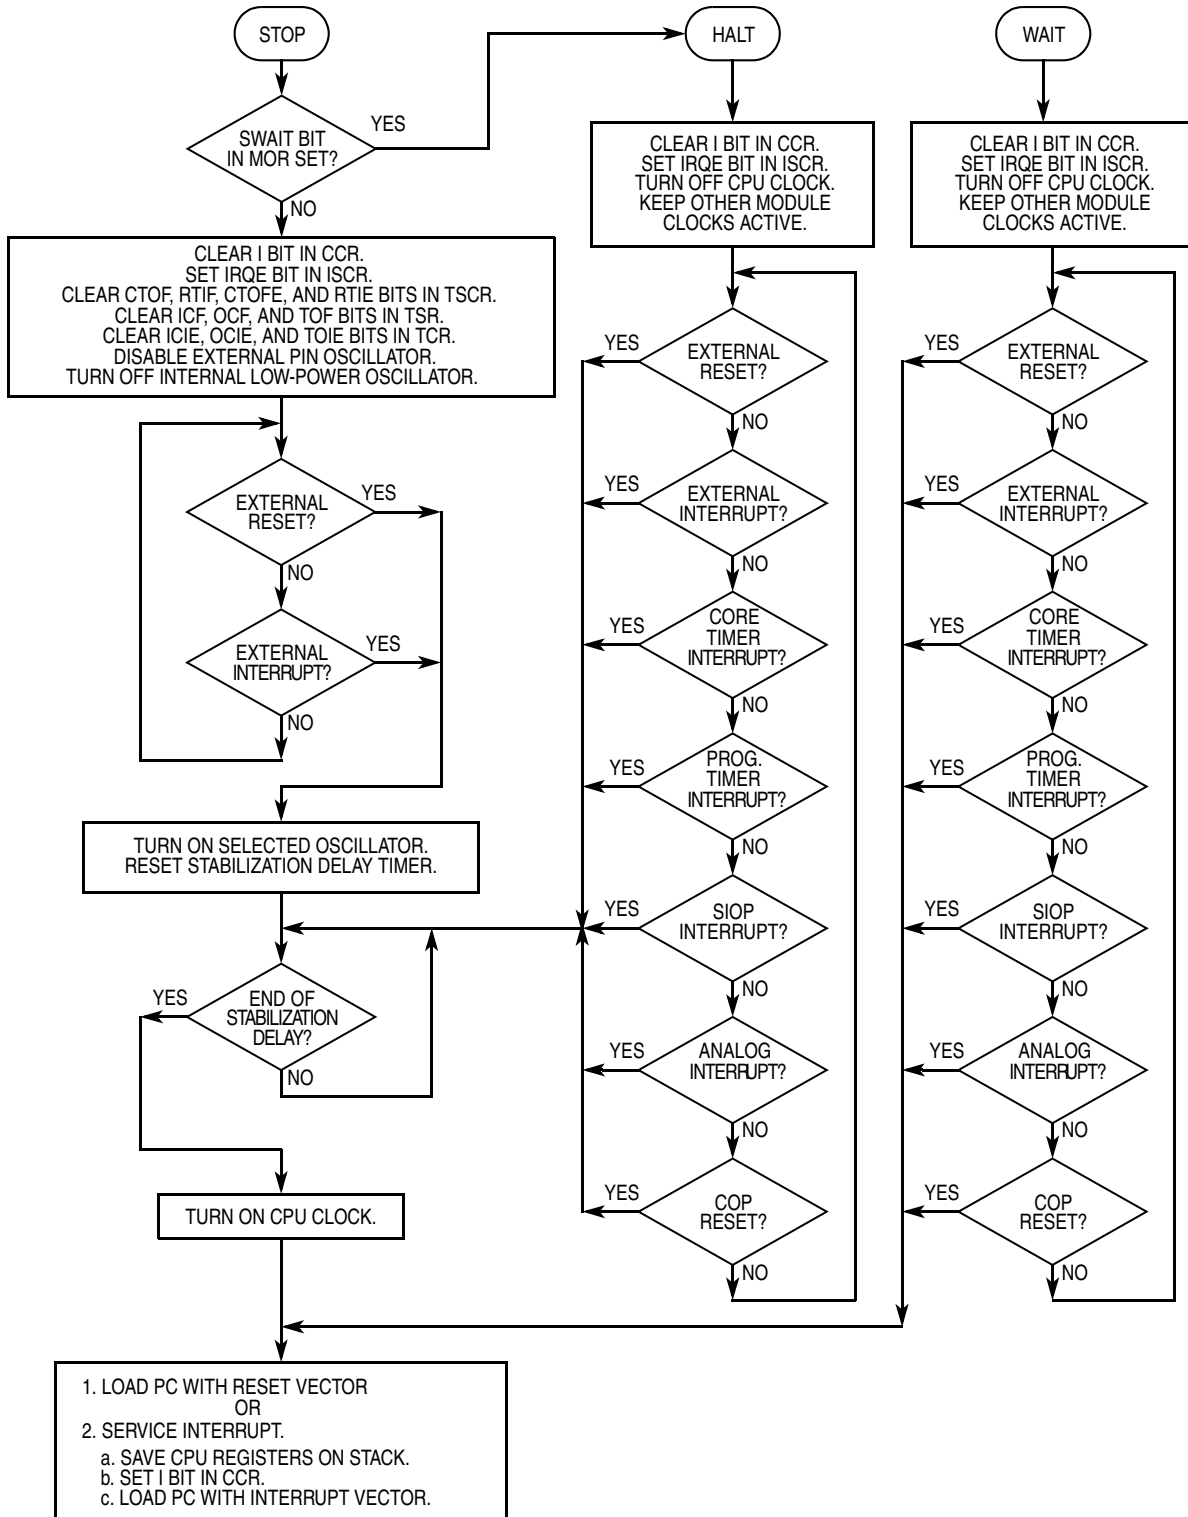 STOP
SWAIT BIT
IN MOR SET?
YES
NO
CLEAR I BIT IN CCR.
SET IRQE BIT IN ISCR.
CLEAR CTOF, RTIF, CTOFE, AND RTIE BITS IN TSCR.
CLEAR ICF, OCF, AND TOF BITS IN TSR.
CLEAR ICIE, OCIE, AND TOIE BITS IN TCR.
DISABLE EXTERNAL PIN OSCILLATOR.
TURN OFF INTERNAL LOW-POWER OSCILLATOR.
EXTERNAL
RESET?
YES
NO
EXTERNAL
INTERRUPT?
YES
NO
TURN ON SELECTED OSCILLATOR.
RESET STABILIZATION DELAY TIMER.
YES
END OF
STABILIZATION
DELAY?
NO
TURN ON CPU CLOCK.
1. LOAD PC WITH RESET VECTOR
OR
2. SERVICE INTERRUPT.
a. SAVE CPU REGISTERS ON STACK.
b. SET I BIT IN CCR.
c. LOAD PC WITH INTERRUPT VECTOR.
HALT
CLEAR I BIT IN CCR.
SET IRQE BIT IN ISCR.
TURN OFF CPU CLOCK.
KEEP OTHER MODULE
CLOCKS ACTIVE.
YES
EXTERNAL
RESET?
NO
YES
EXTERNAL
INTERRUPT?
NO
YES
CORE
TIMER
INTERRUPT?
NO
YES
PROG.
TIMER
INTERRUPT?
NO
YES
SIOP
INTERRUPT?
NO
YES
ANALOG
INTERRUPT?
NO
YES
COP
RESET?
NO
WAIT
CLEAR I BIT IN CCR.
SET IRQE BIT IN ISCR.
TURN OFF CPU CLOCK.
KEEP OTHER MODULE
CLOCKS ACTIVE.
YES
EXTERNAL
RESET?
NO
YES
EXTERNAL
INTERRUPT?
NO
YES
CORE
TIMER
INTERRUPT?
NO
YES
PROG.
TIMER
INTERRUPT?
NO
YES
SIOP
INTERRUPT?
NO
YES
ANALOG
INTERRUPT?
NO
YES
COP
RESET?
NO